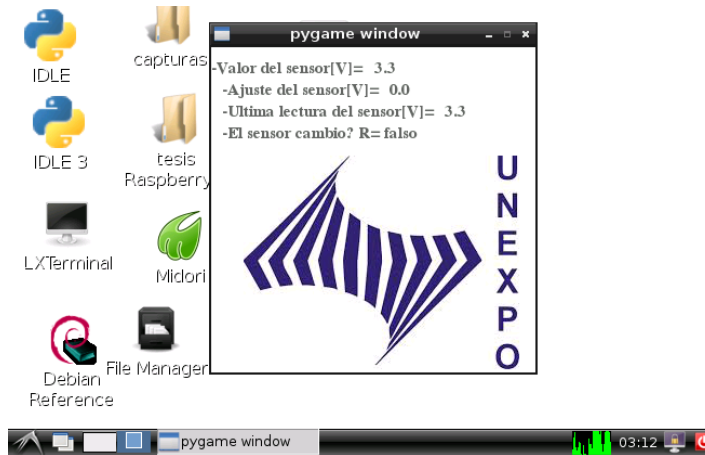 IDLE
capturas
IDLE 3
tesis
Raspberry
LXTerminal
Midori
Debian
Reference
File Manager
pygame window
-Valor del sensor[V]= 3.3
-Ajuste del sensor[V]= 0.0
-Ultima lectura del sensor[V]= 3.3
-El sensor cambio? R= falso
U
N
E
X
P
O
pygame window
03:12